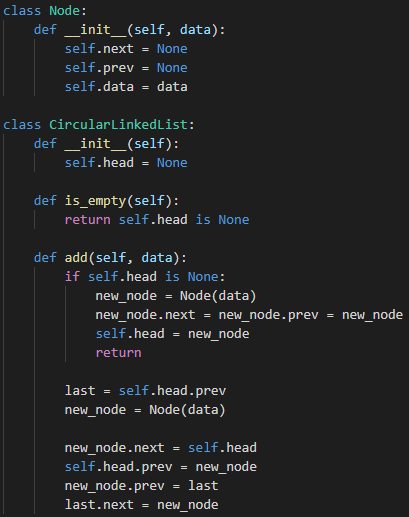 class Node:
    def __init__(self, data):
        self.next = None
        self.prev = None
        self.data = data

class CircularLinkedList:
    def __init__(self):
        self.head = None

    def is_empty(self):
        return self.head is None

    def add(self, data):
        if self.head is None:
            new_node = Node(data)
            new_node.next = new_node.prev = new_node
            self.head = new_node
            return

        last = self.head.prev
        new_node = Node(data)

        new_node.next = self.head
        self.head.prev = new_node
        new_node.prev = last
        last.next = new_node